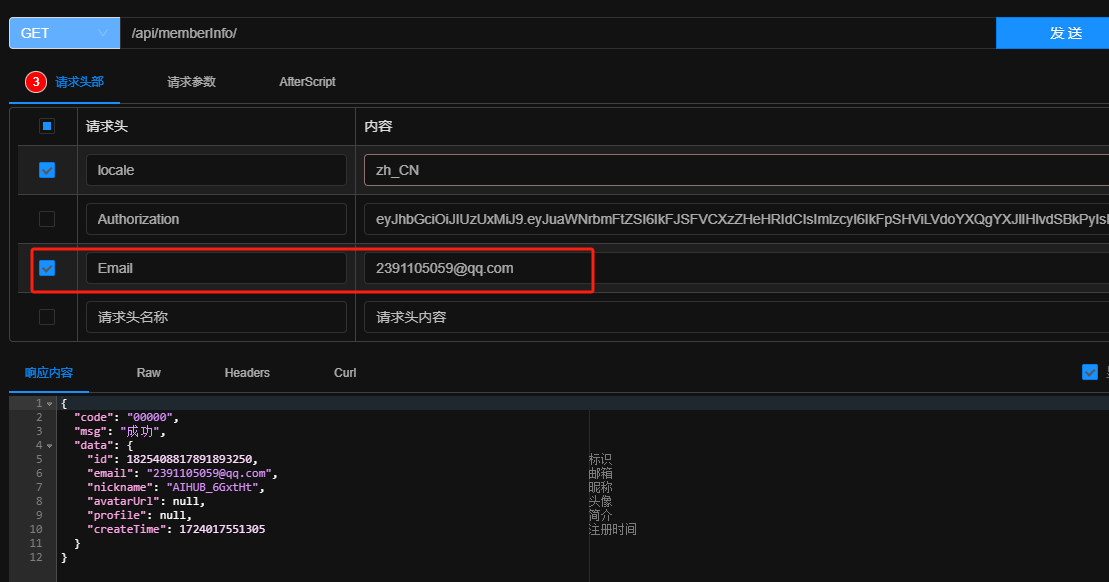 GET /api/memberInfo/ 发 送
3 请求头部 请求参数 AfterScript
请求头 内容
locale zh_CN
Authorization
Email 2391105059@qq.com
请求头名称 请求头内容
响应内容 Raw Headers Curl
1 {
2 "code": "00000",
3 "msg": "成功",
4 "data": {
5 "id": 1825408817891893250, 标识
6 "email": "2391105059@qq.com", 邮箱
7 "nickname": "AIHUB_6GxtHt", 昵称
8 "avatarUrl": null, 头像
9 "profile": null, 简介
10 "createTime": 1724017551305 注册时间
11 }
12 }